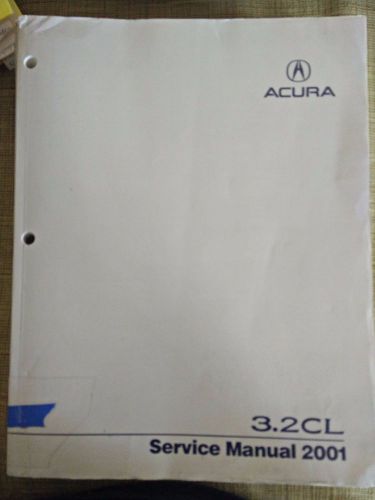 ACURA
3.2CL
Service Manual 2001